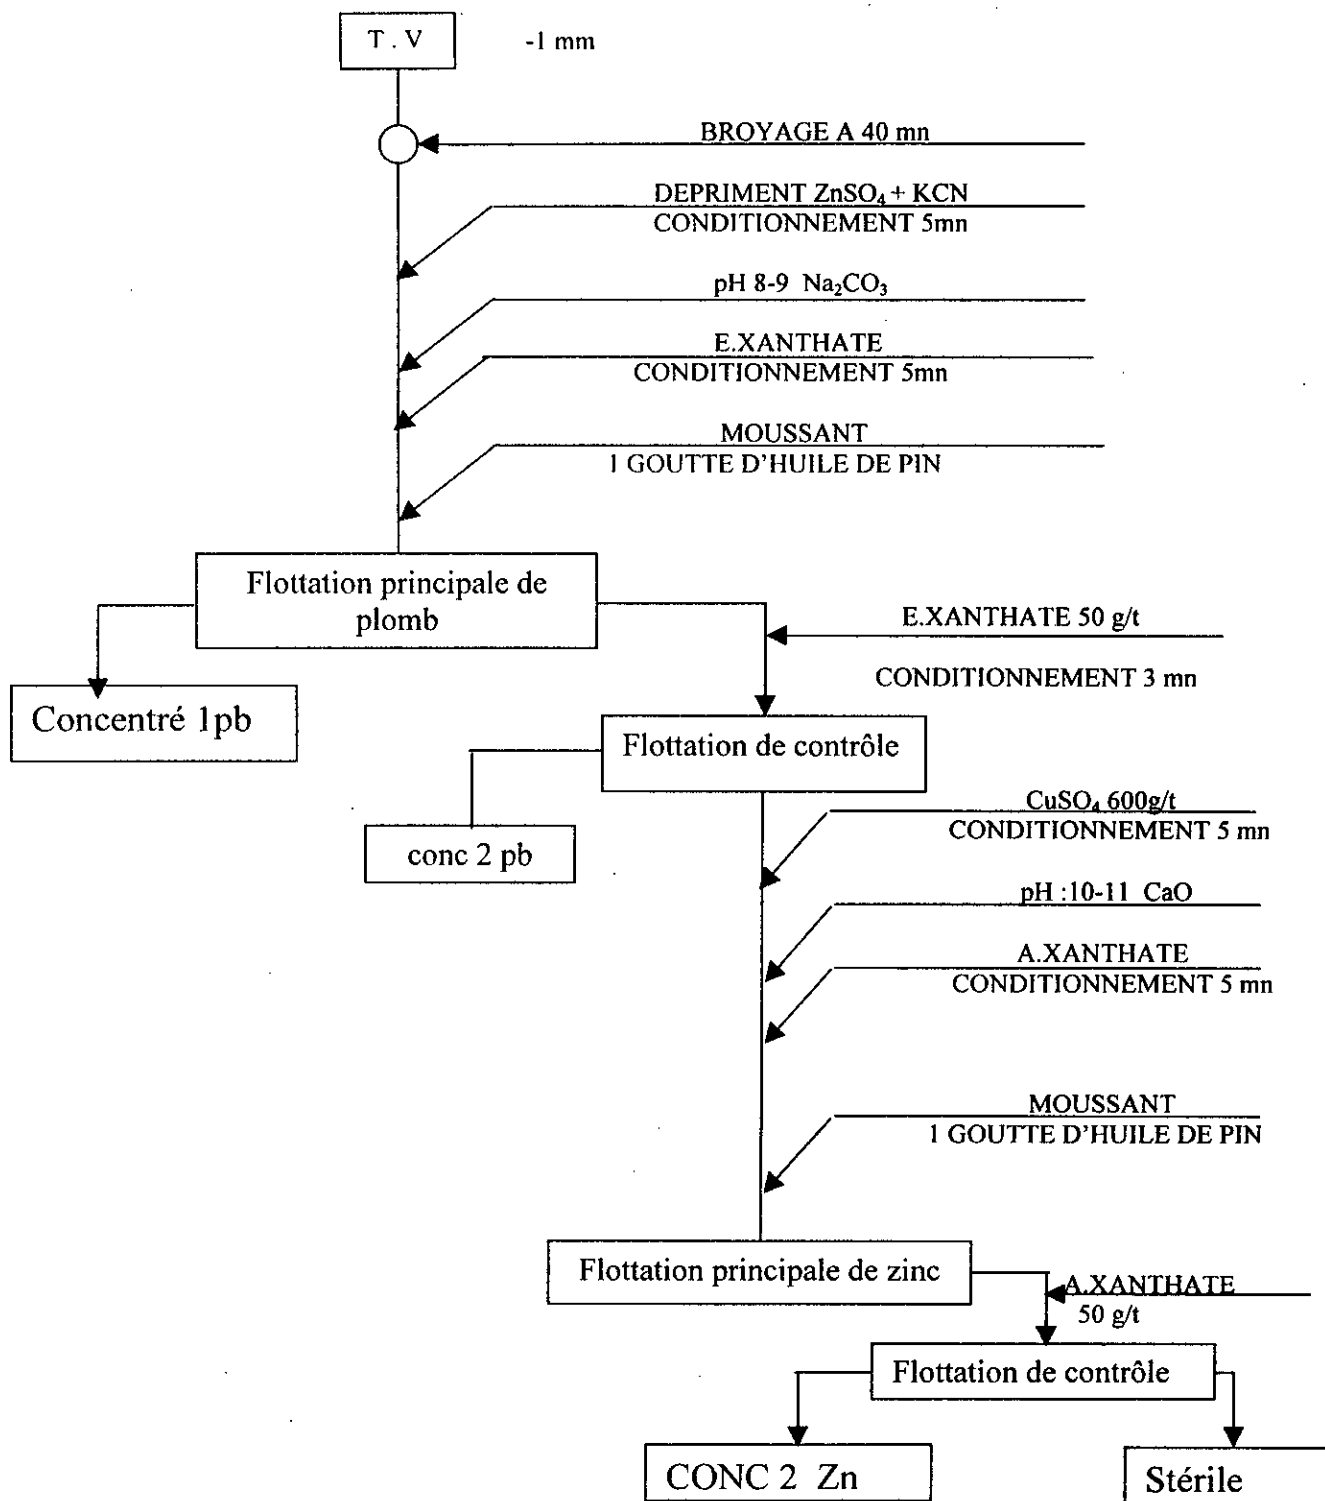 T . V
-1 mm
BROYAGE A 40 mn
DEPRIMENT ZnSO₄ + KCN
CONDITIONNEMENT 5mn
pH 8-9 Na₂CO₃
E.XANTHATE
CONDITIONNEMENT 5mn
MOUSSANT
1 GOUTTE D'HUILE DE PIN
Flottation principale de
plomb
E.XANTHATE 50 g/t
CONDITIONNEMENT 3 mn
Concentré 1pb
Flottation de contrôle
CuSO₄ 600g/t
CONDITIONNEMENT 5 mn
conc 2 pb
pH :10-11 CaO
A.XANTHATE
CONDITIONNEMENT 5 mn
MOUSSANT
1 GOUTTE D'HUILE DE PIN
Flottation principale de zinc
A.XANTHATE
50 g/t
Flottation de contrôle
CONC 2 Zn
Stérile